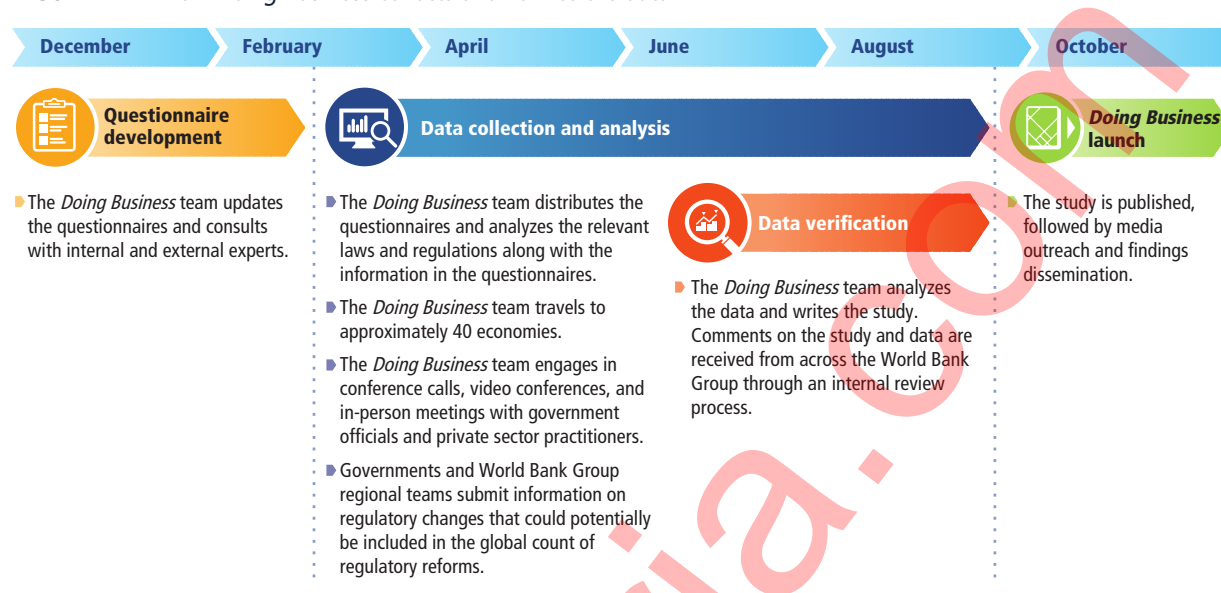 December February April June August October
Questionnaire
development
Data collection and analysis
Doing Business
launch
The Doing Business team updates
the questionnaires and consults
with internal and external experts.
The Doing Business team distributes the
questionnaires and analyzes the relevant
laws and regulations along with the
information in the questionnaires.
The Doing Business team travels to
approximately 40 economies.
The Doing Business team engages in
conference calls, video conferences, and
in-person meetings with government
officials and private sector practitioners.
Governments and World Bank Group
regional teams submit information on
regulatory changes that could potentially
be included in the global count of
regulatory reforms.
Data verification
The Doing Business team analyzes
the data and writes the study.
Comments on the study and data are
received from across the World Bank
Group through an internal review
process.
The study is published,
followed by media
outreach and findings
dissemination.
ria.com